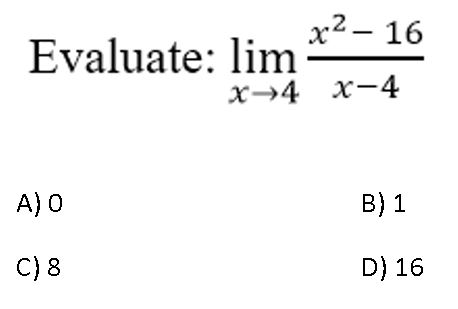 Evaluate: lim x→4 x² − 16 / x−4
A) 0 B) 1
C) 8 D) 16